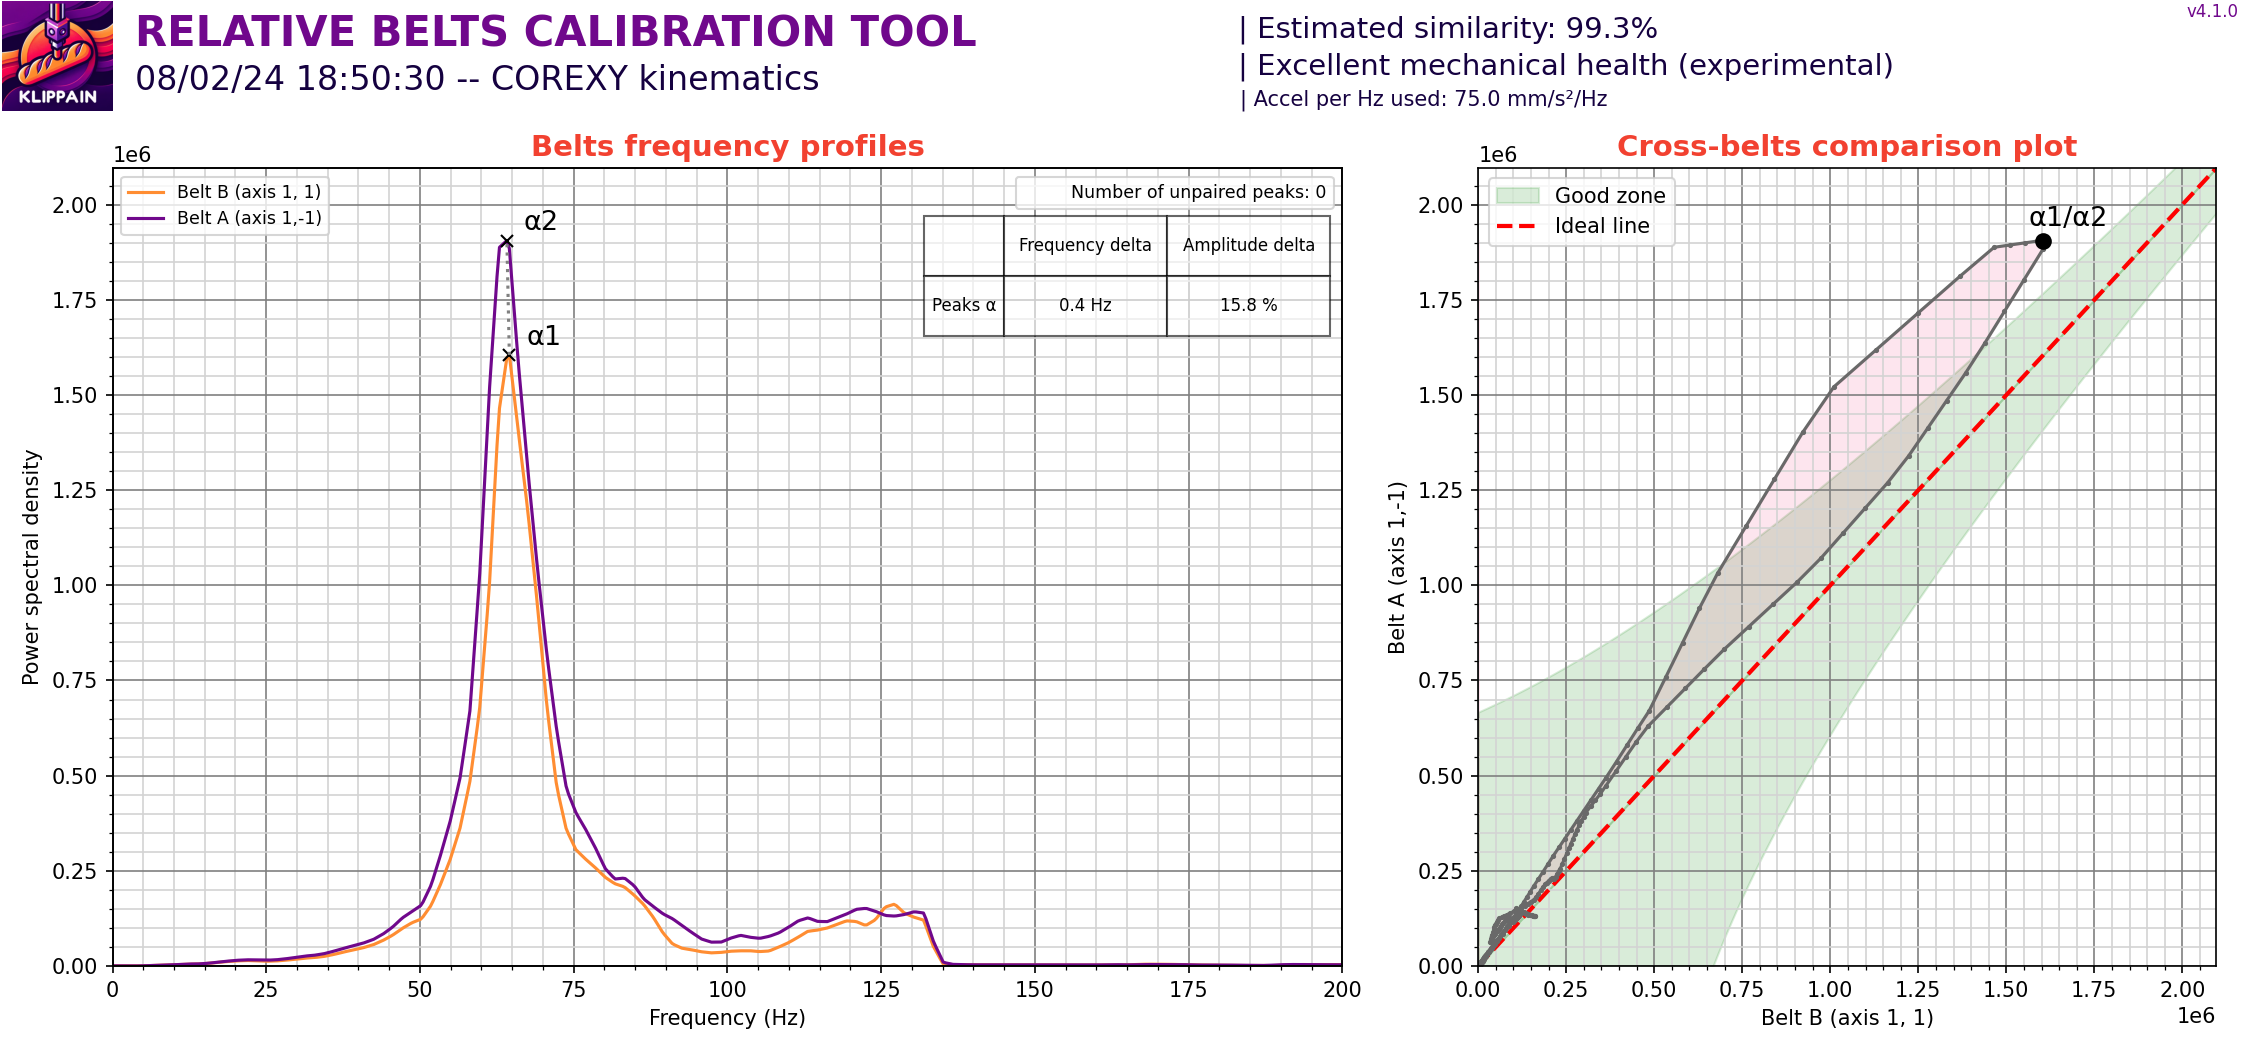 KLIPPAIN
RELATIVE BELTS CALIBRATION TOOL
08/02/24 18:50:30 -- COREXY kinematics
| Estimated similarity: 99.3%
| Excellent mechanical health (experimental)
| Accel per Hz used: 75.0 mm/s²/Hz
v4.1.0
Belts frequency profiles
1e6
Belt B (axis 1, 1)
Belt A (axis 1,-1)
Number of unpaired peaks: 0
Frequency delta Amplitude delta
Peaks α 0.4 Hz 15.8 %
α2
α1
2.00
1.75
1.50
1.25
1.00
0.75
0.50
0.25
0.00
Power spectral density
0 25 50 75 100 125 150 175 200
Frequency (Hz)
Cross-belts comparison plot
1e6
Good zone
Ideal line
α1/α2
2.00
1.75
1.50
1.25
1.00
0.75
0.50
0.25
0.00
Belt A (axis 1,-1)
0.00 0.25 0.50 0.75 1.00 1.25 1.50 1.75 2.00
Belt B (axis 1, 1)
1e6